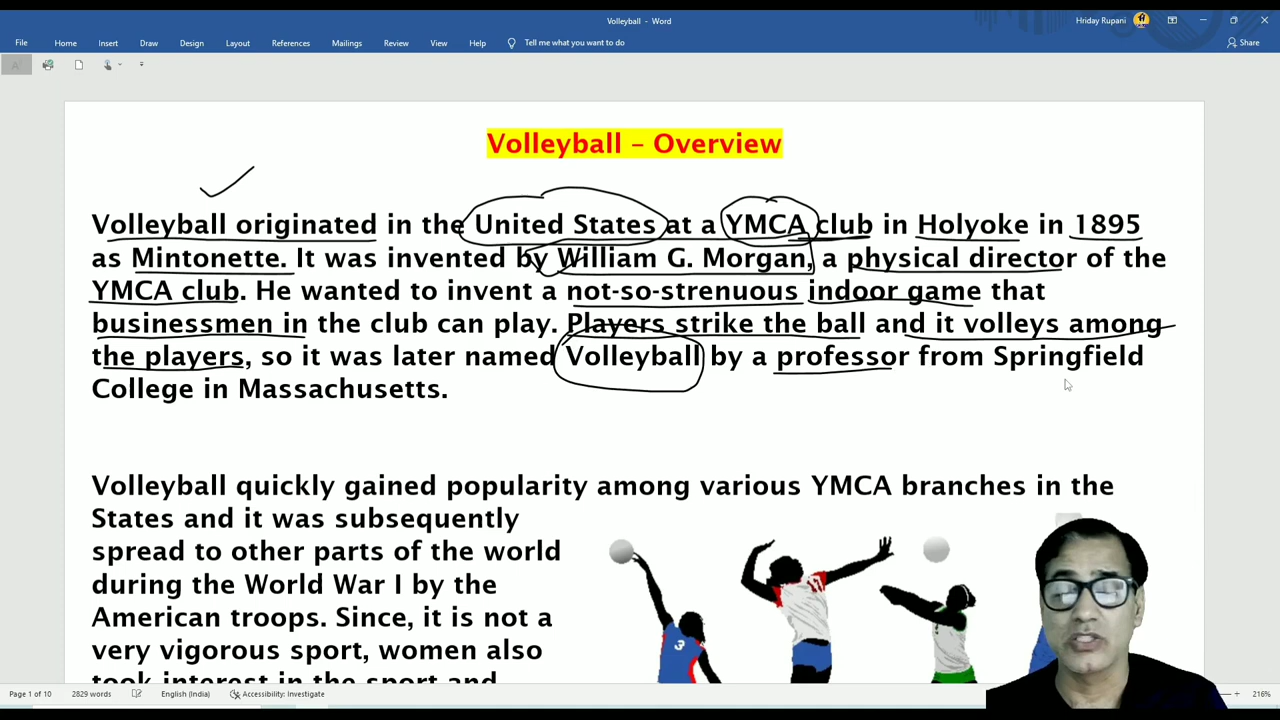 Volleyball - Word
Hriday Rupani
File Home Insert Draw Design Layout References Mailings Review View Help Tell me what you want to do
Share
Volleyball – Overview
Volleyball originated in the United States at a YMCA club in Holyoke in 1895
as Mintonette. It was invented by William G. Morgan, a physical director of the
YMCA club. He wanted to invent a not-so-strenuous indoor game that
businessmen in the club can play. Players strike the ball and it volleys among
the players, so it was later named Volleyball by a professor from Springfield
College in Massachusetts.
Volleyball quickly gained popularity among various YMCA branches in the
States and it was subsequently
spread to other parts of the world
during the World War I by the
American troops. Since, it is not a
very vigorous sport, women also
took interest in the sport and
3
Page 1 of 10 2829 words English (India) Accessibility: Investigate 216%